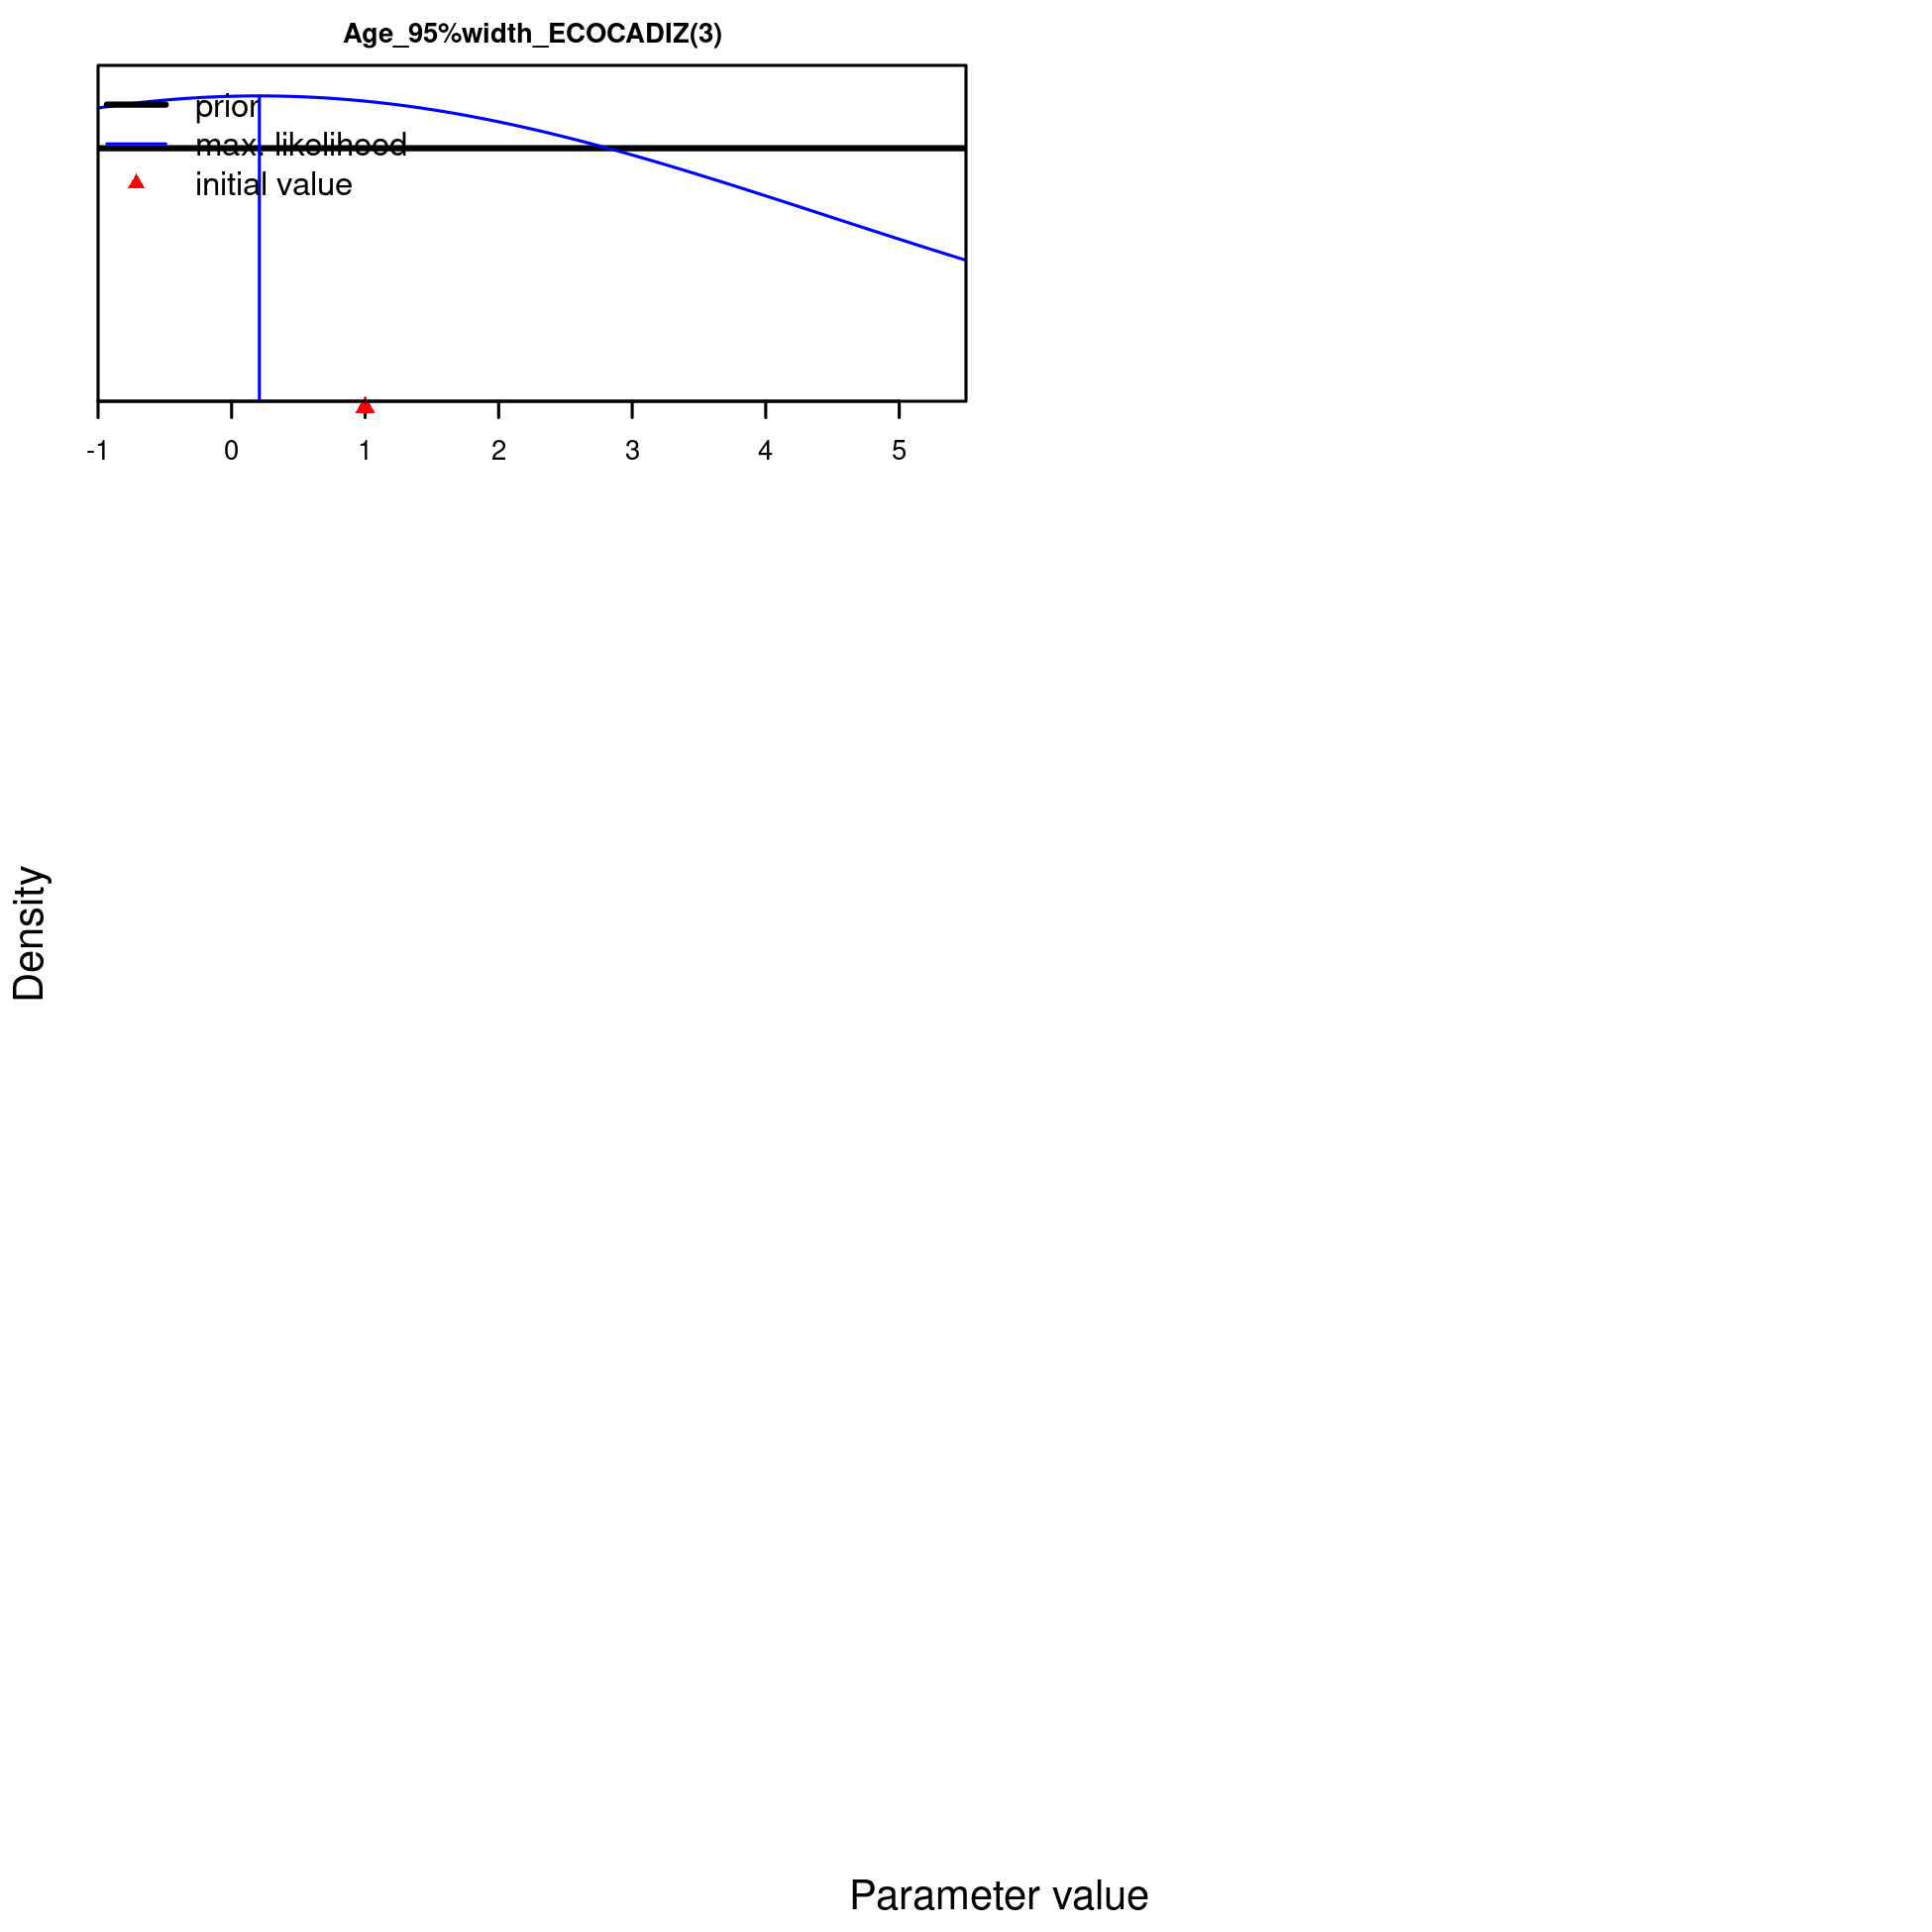 Age_95%width_ECOCADIZ(3)
prior
max. likelihood
initial value
-1 0 1 2 3 4 5
Density
Parameter value